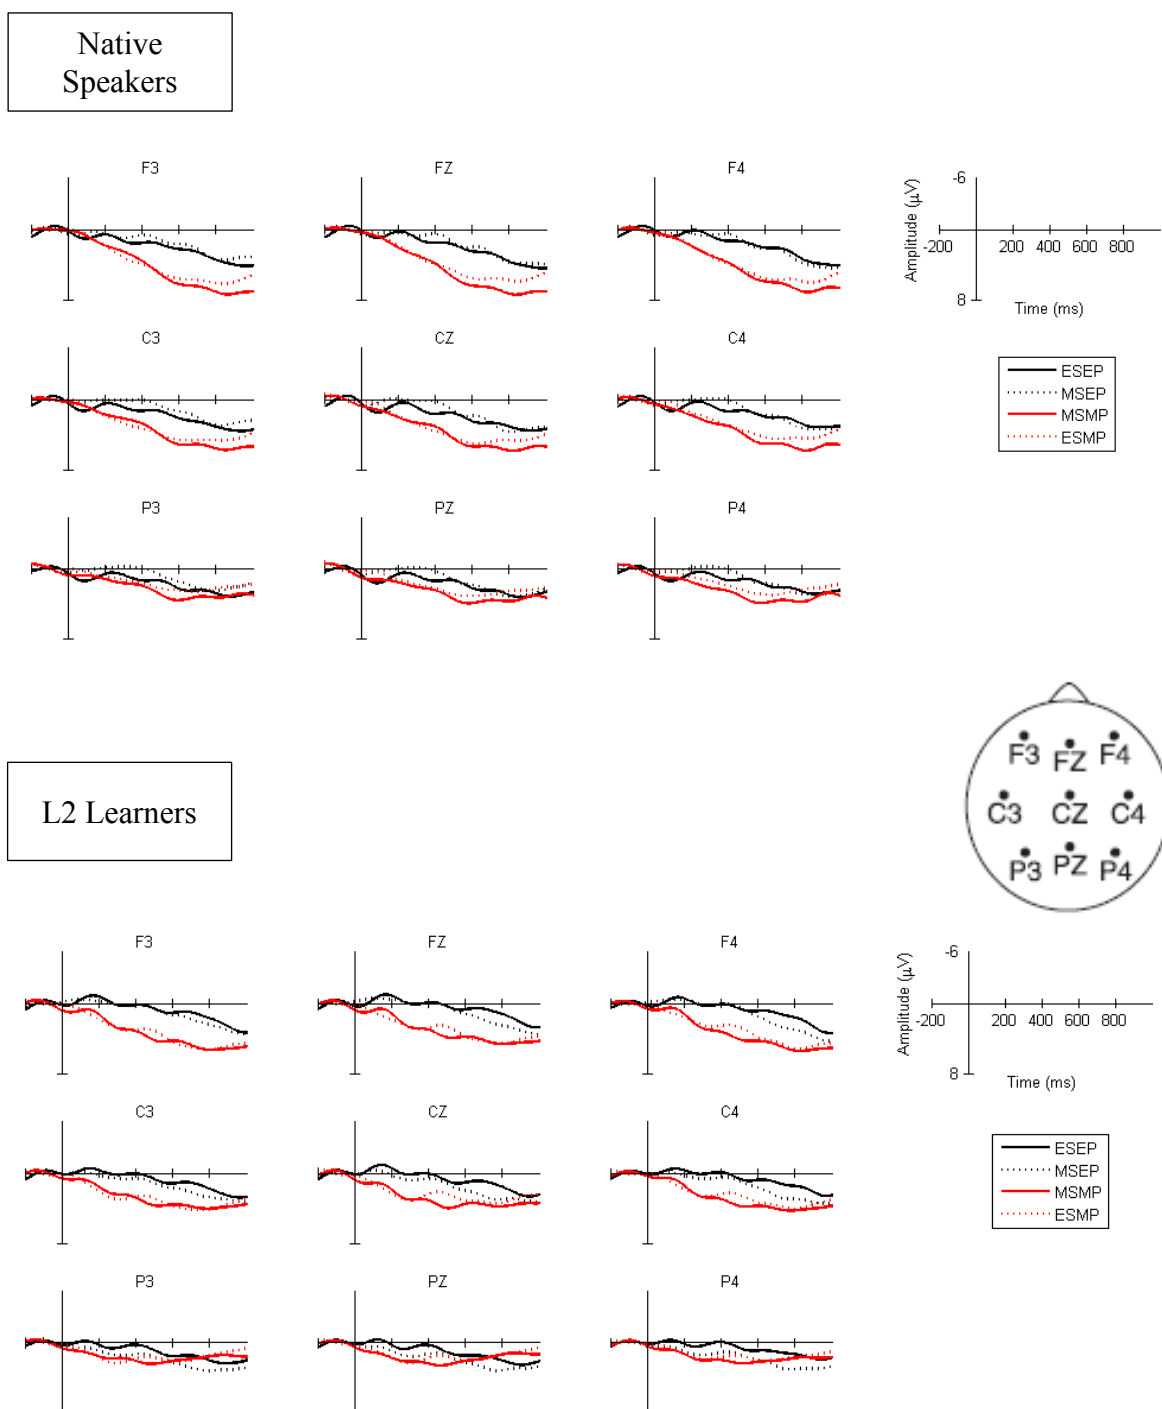 Native
Speakers
F3
FZ
F4
-6
Amplitude (µV)
-200
200 400 600 800
8
Time (ms)
C3
CZ
C4
ESEP
MSEP
MSMP
ESMP
P3
PZ
P4
F3 FZ F4
C3 CZ C4
P3 PZ P4
L2 Learners
F3
FZ
F4
-6
Amplitude (µV)
-200
200 400 600 800
8
Time (ms)
C3
CZ
C4
ESEP
MSEP
MSMP
ESMP
P3
PZ
P4